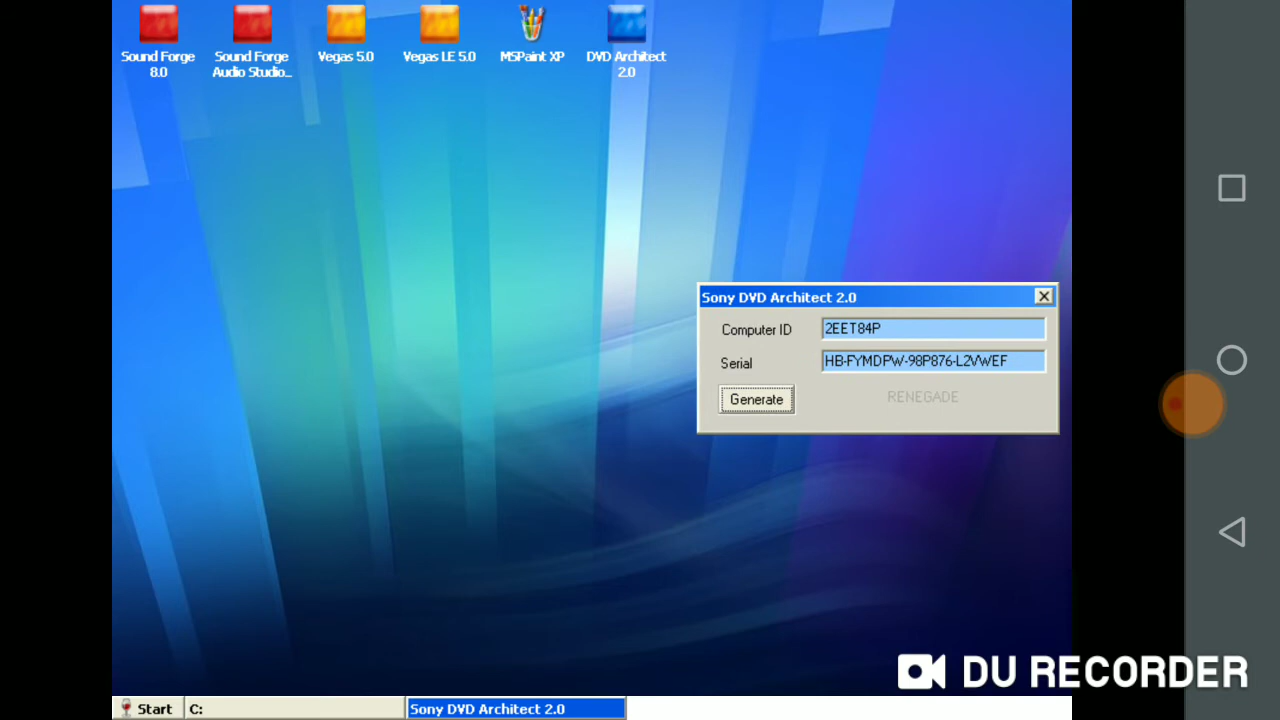 Sound Forge
8.0
Sound Forge
Audio Studio...
Vegas 5.0
Vegas LE 5.0
MSPaint XP
DVD Architect
2.0
Sony DVD Architect 2.0
Computer ID
2EET84P
Serial
HB-FYMDPW-98P876-L2VWEF
Generate
RENEGADE
DU RECORDER
Start
C:
Sony DVD Architect 2.0